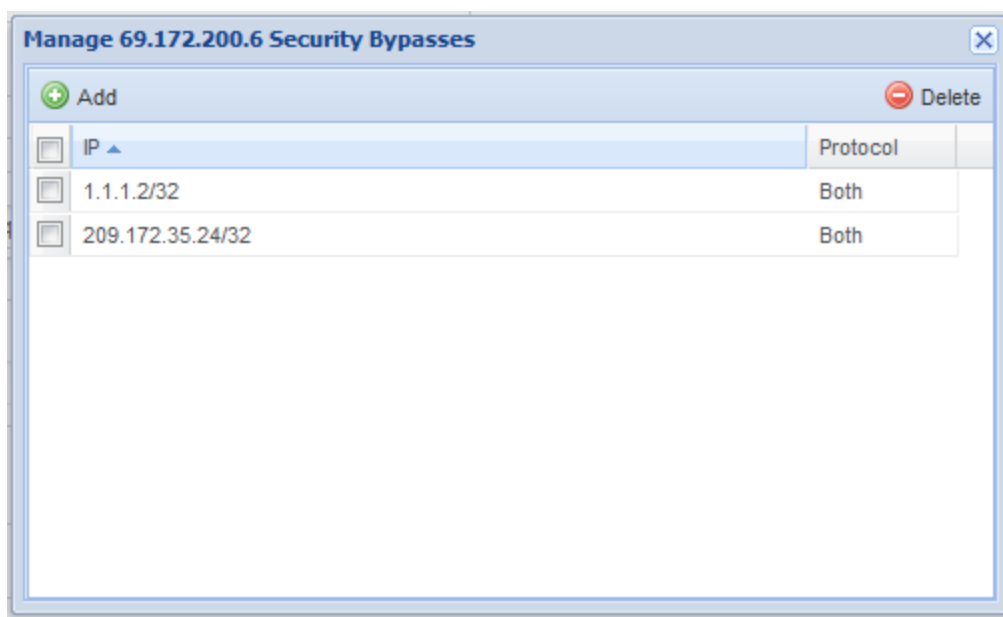 Manage 69.172.200.6 Security Bypasses
Add Delete
IP Protocol
1.1.1.2/32 Both
209.172.35.24/32 Both